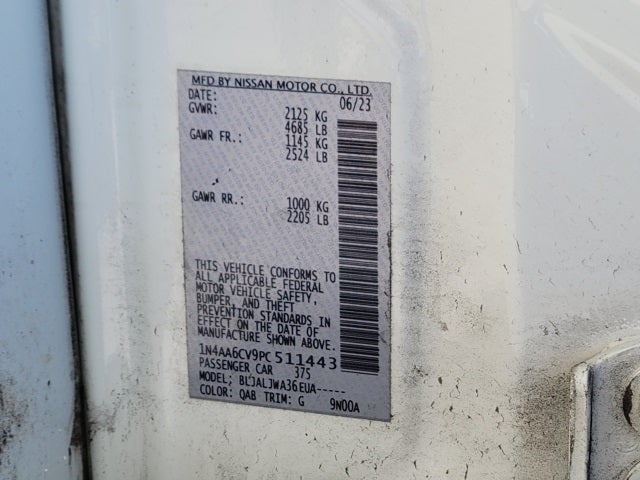 MFD BY NISSAN MOTOR CO., LTD.
DATE: 06/23
GVWR: 2125 KG
4685 LB
GAWR FR.: 1145 KG
2524 LB
GAWR RR.: 1000 KG
2205 LB
THIS VEHICLE CONFORMS TO
ALL APPLICABLE FEDERAL
MOTOR VEHICLE SAFETY,
BUMPER, AND THEFT
PREVENTION STANDARDS IN
EFFECT ON THE DATE OF
MANUFACTURE SHOWN ABOVE.
1N4AA6CV9PC511443
PASSENGER CAR 375
MODEL: BLJALJWA36EUA-----
COLOR: QAB TRIM: G 9N00A